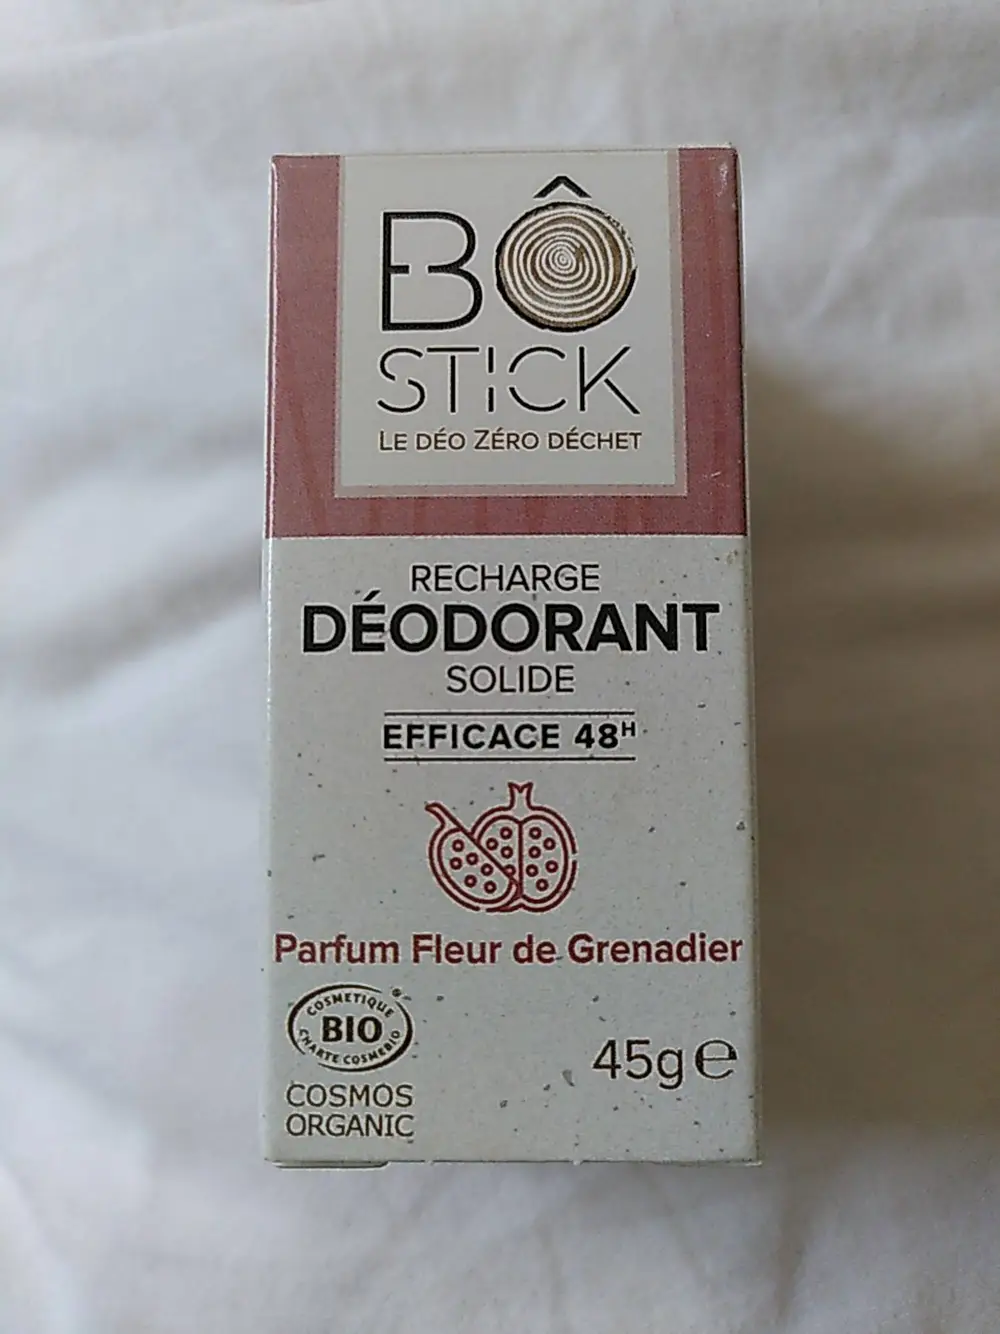 BÔ
STICK
LE DÉO ZÉRO DÉCHET
RECHARGE
DÉODORANT
SOLIDE
EFFICACE 48H
Parfum Fleur de Grenadier
COSMETIQUE
BIO
CHARTE COSMEBIO
45g℮
COSMOS
ORGANIC